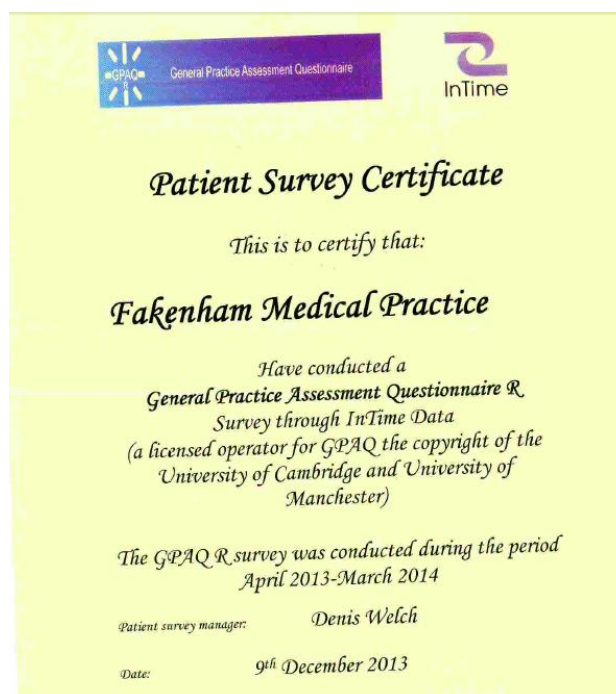 GPAQ
R
General Practice Assessment Questionnaire
InTime
Patient Survey Certificate
This is to certify that:
Fakenham Medical Practice
Have conducted a
General Practice Assessment Questionnaire R
Survey through InTime Data
(a licensed operator for GPAQ the copyright of the
University of Cambridge and University of
Manchester)
The GPAQ R survey was conducted during the period
April 2013-March 2014
Patient survey manager: Denis Welch
Date: 9th December 2013